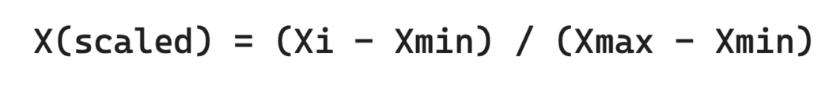 X(scaled) = (Xi − Xmin) / (Xmax − Xmin)